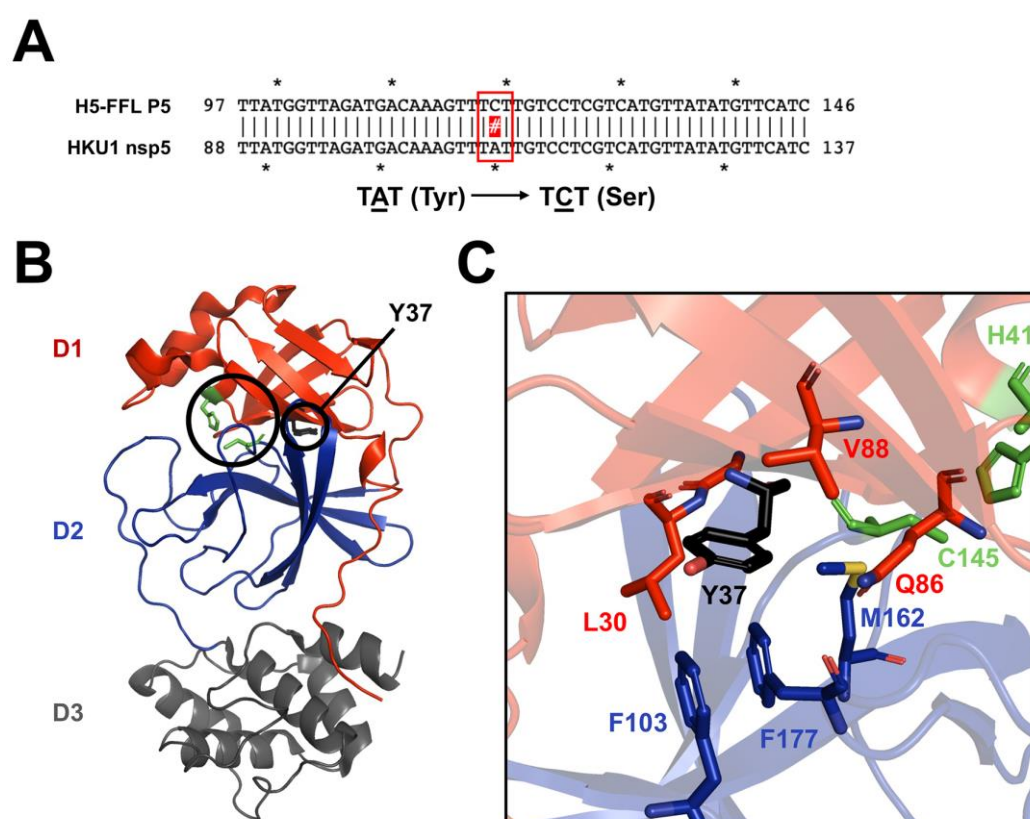 A
* * * * *
H5-FFL P5 97 TTATGGTTAGATGACAAAGTTTCTTGTCCTCGTCATGTTATATGTTCATC 146
||||||||||||||||||||||#|||||||||||||||||||||||||||
HKU1 nsp5 88 TTATGGTTAGATGACAAAGTTTATTGTCCTCGTCATGTTATATGTTCATC 137
* * * * *
TAT (Tyr) → TCT (Ser)
B
Y37
D1
D2
D3
C
H41
V88
C145
Q86
Y37
M162
L30
F103
F177